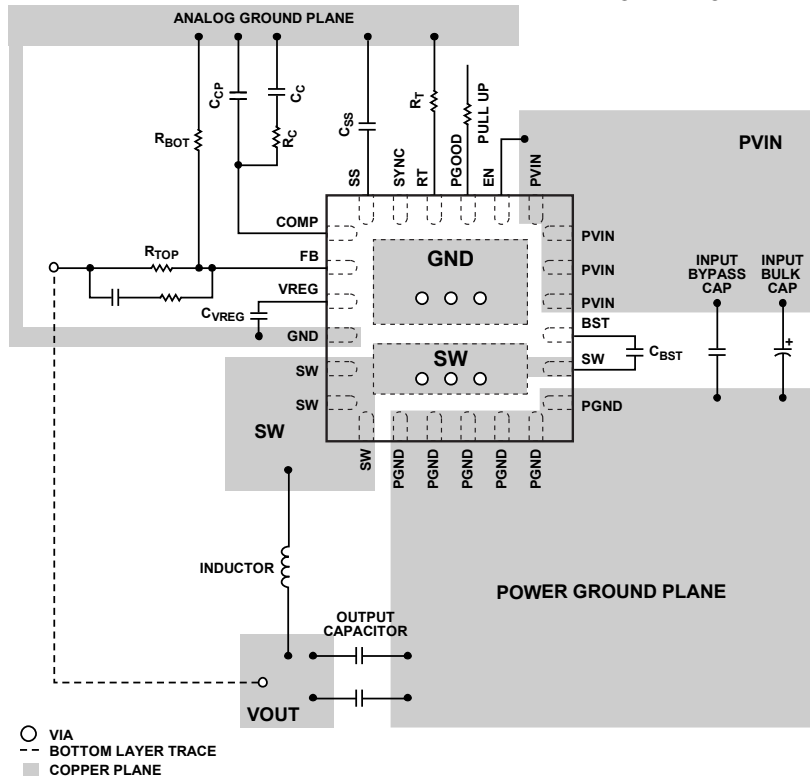 ANALOG GROUND PLANE
RBOT
CCP
CC
RC
CSS
RT
PULL UP
SS
SYNC
RT
PGOOD
EN
PVIN
PVIN
COMP
FB
VREG
GND
SW
SW
RTOP
CVREG
GND
SW
PVIN
PVIN
PVIN
BST
SW
PGND
CBST
INPUT
BYPASS
CAP
INPUT
BULK
CAP
+
SW
SW
PGND
PGND
PGND
PGND
PGND
INDUCTOR
OUTPUT
CAPACITOR
POWER GROUND PLANE
VOUT
VIA
BOTTOM LAYER TRACE
COPPER PLANE